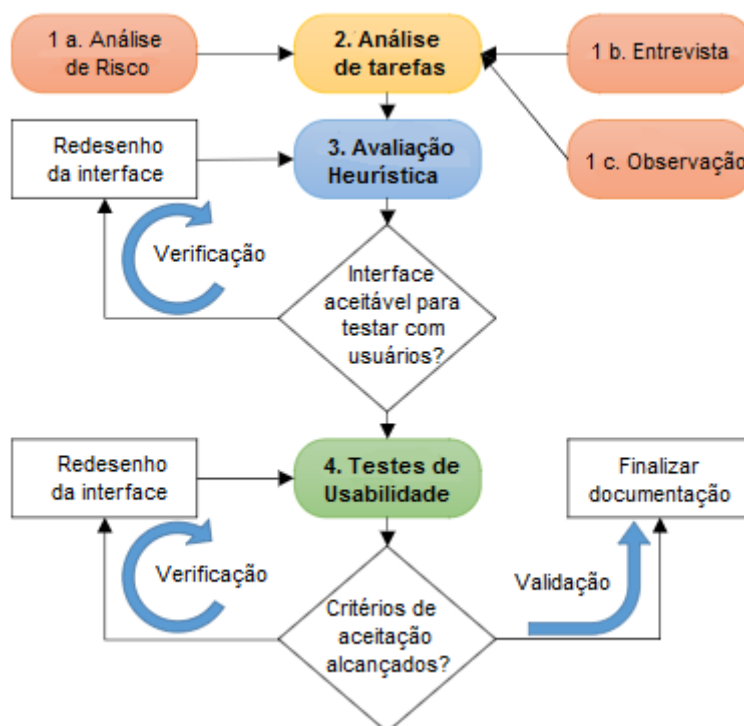 1 a. Análise
de Risco
2. Análise
de tarefas
1 b. Entrevista
Redesenho
da interface
3. Avaliação
Heurística
1 c. Observação
Verificação
Interface
aceitável para
testar com
usuários?
Redesenho
da interface
4. Testes de
Usabilidade
Finalizar
documentação
Verificação
Validação
Critérios de
aceitação
alcançados?